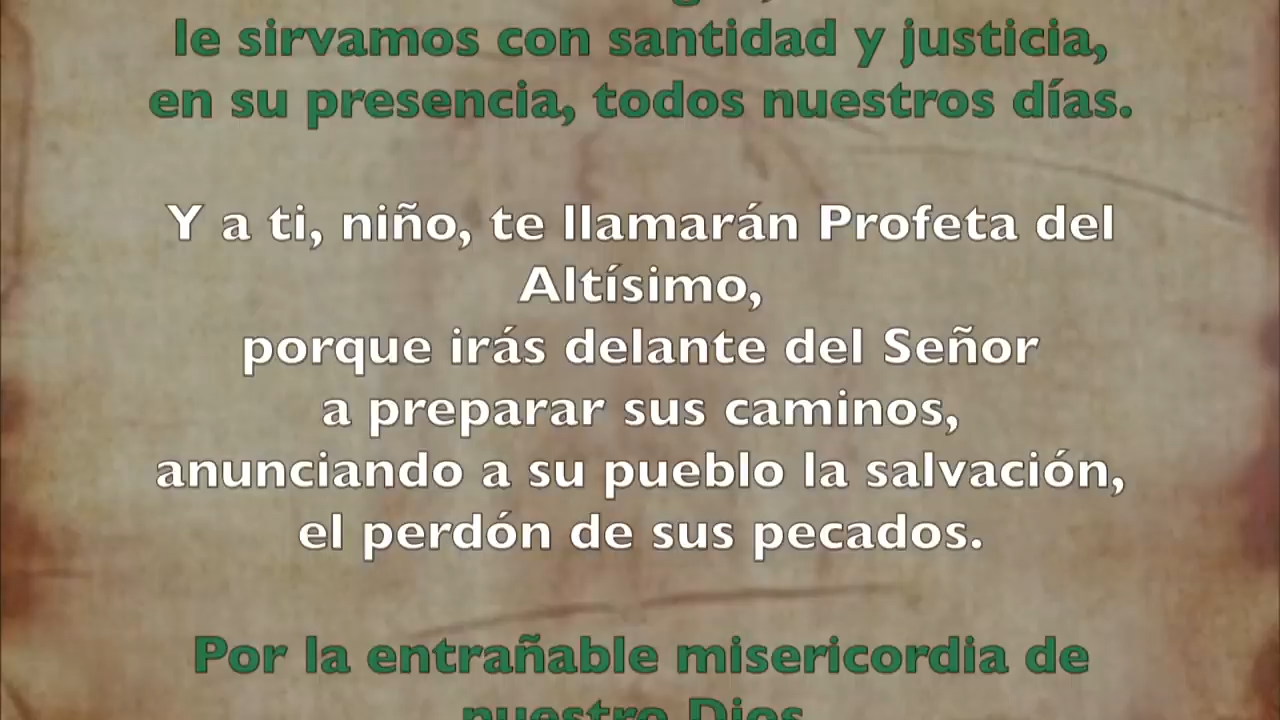 le sirvamos con santidad y justicia,
en su presencia, todos nuestros días.
Y a ti, niño, te llamarán Profeta del
Altísimo,
porque irás delante del Señor
a preparar sus caminos,
anunciando a su pueblo la salvación,
el perdón de sus pecados.
Por la entrañable misericordia de
nuestro Dios